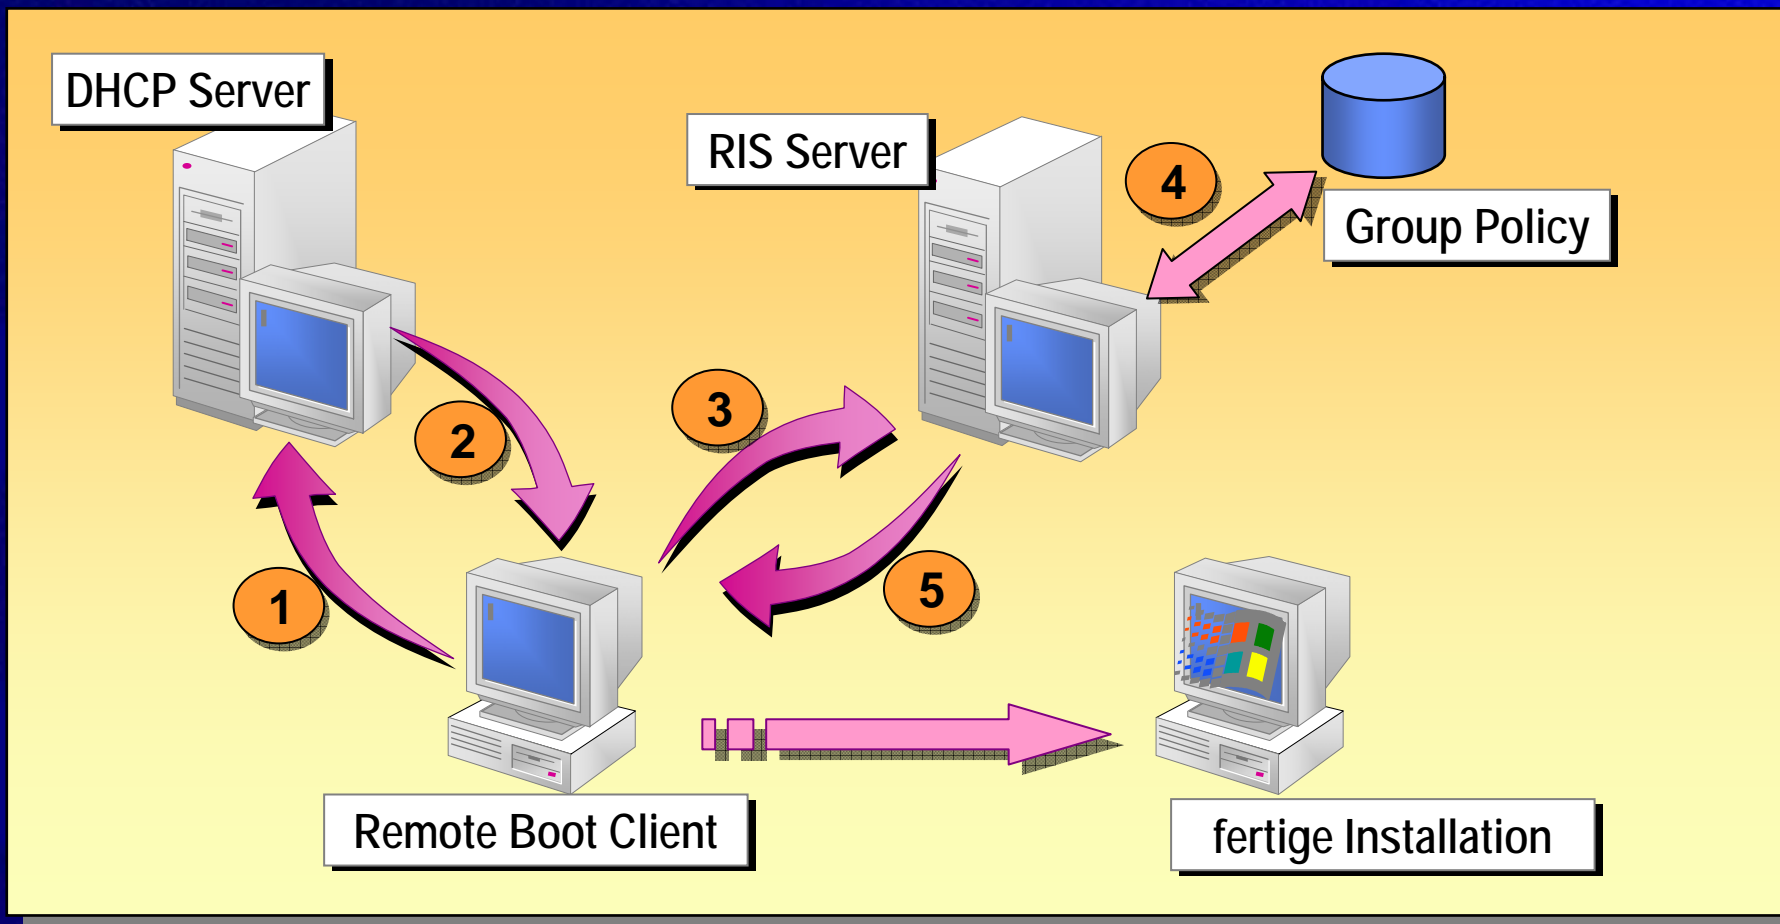 DHCP Server
RIS Server
4
Group Policy
3
2
1
5
Remote Boot Client
fertige Installation